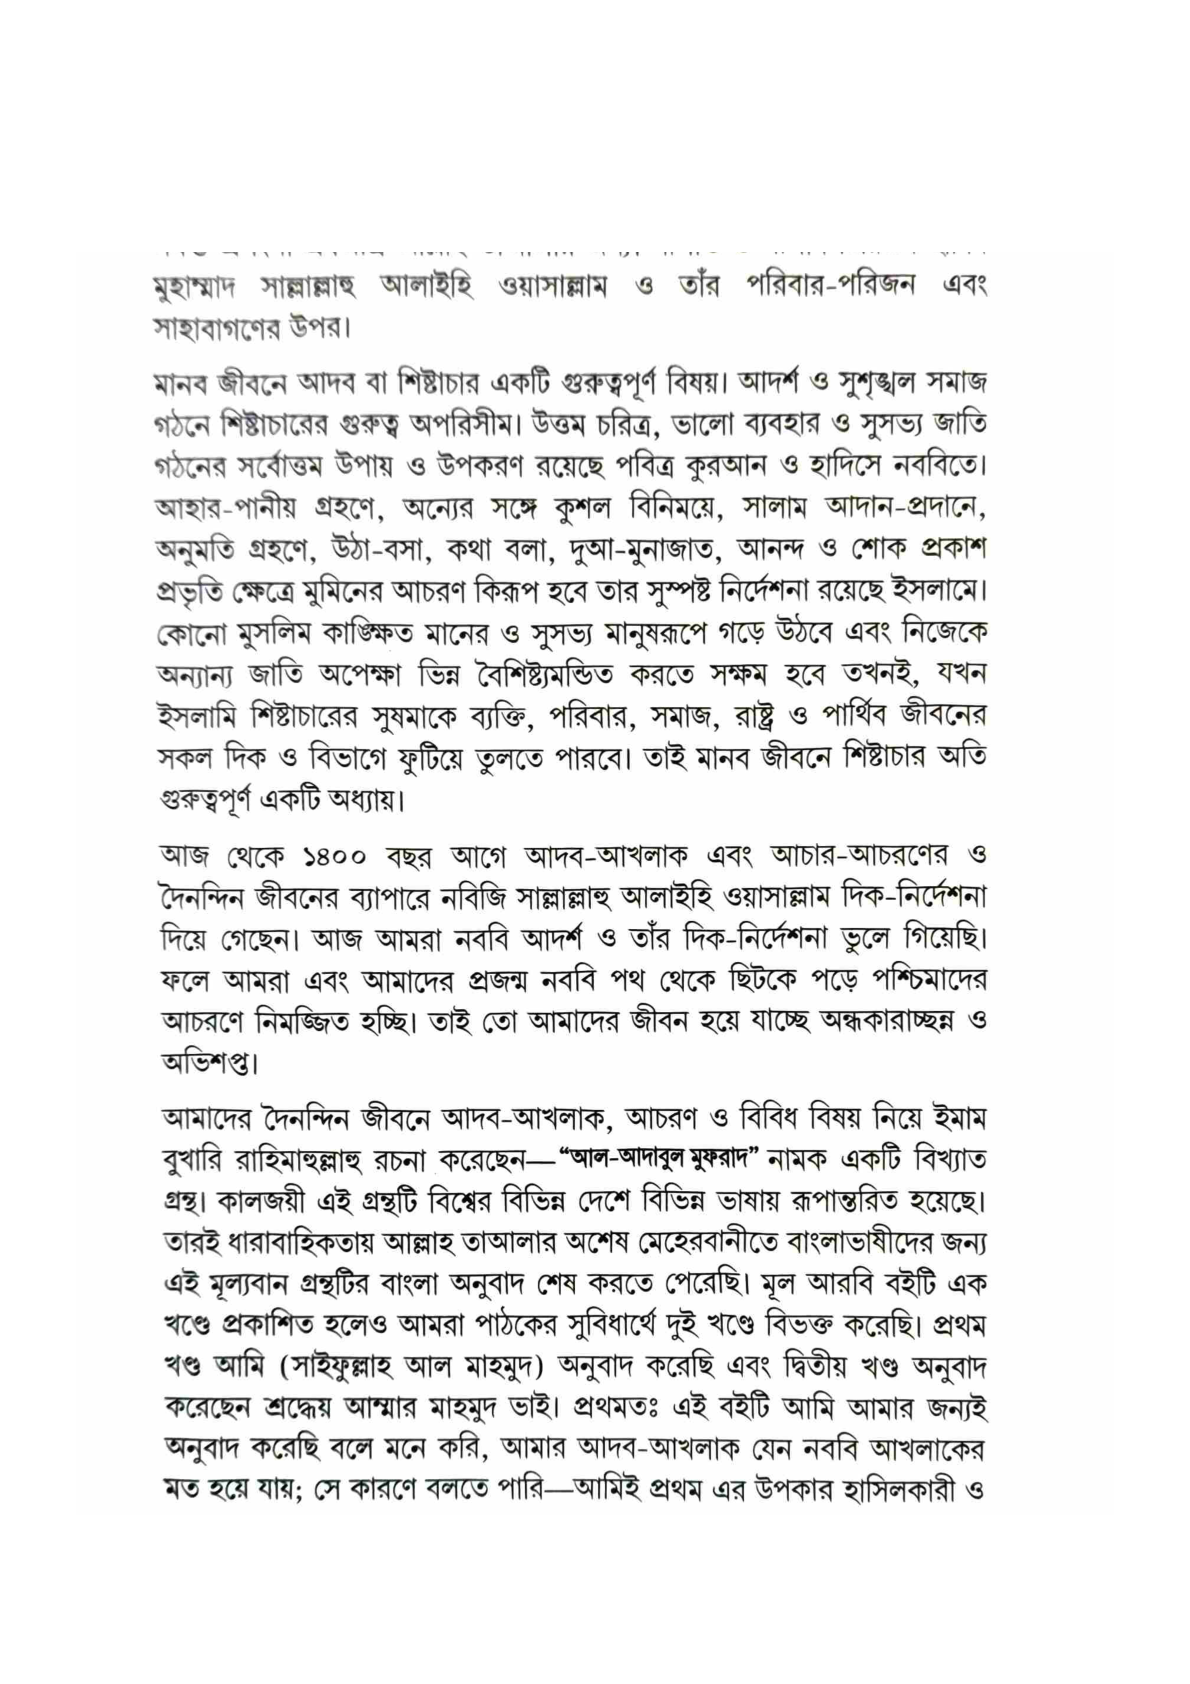 মুহাম্মাদ সাল্লাল্লাহু আলাইহি ওয়াসাল্লাম ও তাঁর পরিবার-পরিজন এবং
সাহাবাগণের উপর।
মানব জীবনে আদব বা শিষ্টাচার একটি গুরুত্বপূর্ণ বিষয়। আদর্শ ও সুশৃঙ্খল সমাজ
গঠনে শিষ্টাচারের গুরুত্ব অপরিসীম। উত্তম চরিত্র, ভালো ব্যবহার ও সুসভ্য জাতি
গঠনের সর্বোত্তম উপায় ও উপকরণ রয়েছে পবিত্র কুরআন ও হাদিসে নববিতে।
আহার-পানীয় গ্রহণে, অন্যের সঙ্গে কুশল বিনিময়ে, সালাম আদান-প্রদানে,
অনুমতি গ্রহণে, উঠা-বসা, কথা বলা, দুআ-মুনাজাত, আনন্দ ও শোক প্রকাশ
প্রভৃতি ক্ষেত্রে মুমিনের আচরণ কিরূপ হবে তার সুস্পষ্ট নির্দেশনা রয়েছে ইসলামে।
কোনো মুসলিম কাঙ্ক্ষিত মানের ও সুসভ্য মানুষরূপে গড়ে উঠবে এবং নিজেকে
অন্যান্য জাতি অপেক্ষা ভিন্ন বৈশিষ্ট্যমন্ডিত করতে সক্ষম হবে তখনই, যখন
ইসলামি শিষ্টাচারের সুষমাকে ব্যক্তি, পরিবার, সমাজ, রাষ্ট্র ও পার্থিব জীবনের
সকল দিক ও বিভাগে ফুটিয়ে তুলতে পারবে। তাই মানব জীবনে শিষ্টাচার অতি
গুরুত্বপূর্ণ একটি অধ্যায়।
আজ থেকে ১৪০০ বছর আগে আদব-আখলাক এবং আচার-আচরণের ও
দৈনন্দিন জীবনের ব্যাপারে নবিজি সাল্লাল্লাহু আলাইহি ওয়াসাল্লাম দিক-নির্দেশনা
দিয়ে গেছেন। আজ আমরা নববি আদর্শ ও তাঁর দিক-নির্দেশনা ভুলে গিয়েছি।
ফলে আমরা এবং আমাদের প্রজন্ম নববি পথ থেকে ছিটকে পড়ে পশ্চিমাদের
আচরণে নিমজ্জিত হচ্ছি। তাই তো আমাদের জীবন হয়ে যাচ্ছে অন্ধকারাচ্ছন্ন ও
অভিশপ্ত।
আমাদের দৈনন্দিন জীবনে আদব-আখলাক, আচরণ ও বিবিধ বিষয় নিয়ে ইমাম
বুখারি রাহিমাহুল্লাহু রচনা করেছেন—“আল-আদাবুল মুফরাদ” নামক একটি বিখ্যাত
গ্রন্থ। কালজয়ী এই গ্রন্থটি বিশ্বের বিভিন্ন দেশে বিভিন্ন ভাষায় রূপান্তরিত হয়েছে।
তারই ধারাবাহিকতায় আল্লাহ তাআলার অশেষ মেহেরবানীতে বাংলাভাষীদের জন্য
এই মূল্যবান গ্রন্থটির বাংলা অনুবাদ শেষ করতে পেরেছি। মূল আরবি বইটি এক
খণ্ডে প্রকাশিত হলেও আমরা পাঠকের সুবিধার্থে দুই খণ্ডে বিভক্ত করেছি। প্রথম
খণ্ড আমি (সাইফুল্লাহ আল মাহমুদ) অনুবাদ করেছি এবং দ্বিতীয় খণ্ড অনুবাদ
করেছেন শ্রদ্ধেয় আম্মার মাহমুদ ভাই। প্রথমতঃ এই বইটি আমি আমার জন্যই
অনুবাদ করেছি বলে মনে করি, আমার আদব-আখলাক যেন নববি আখলাকের
মত হয়ে যায়; সে কারণে বলতে পারি—আমিই প্রথম এর উপকার হাসিলকারী ও